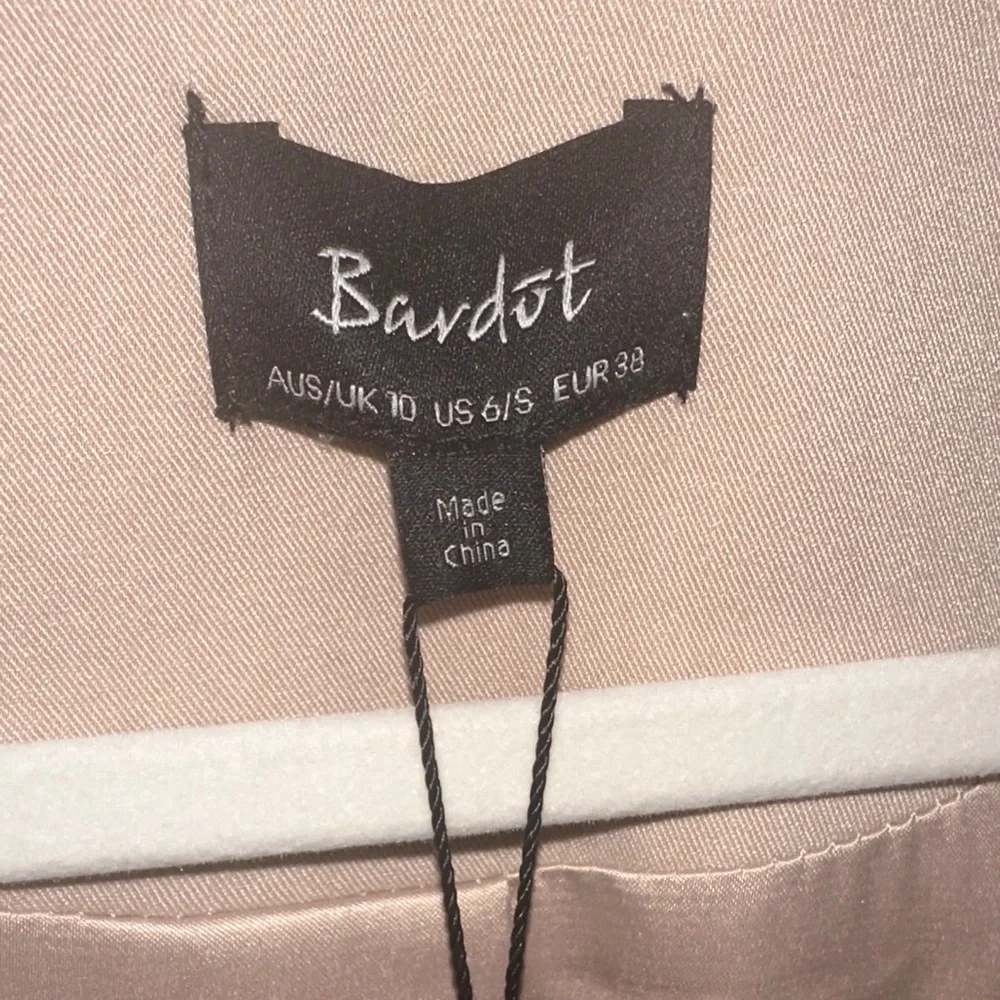 Bardot
AUS/UK 10 US 6/S EUR 38
Made
in
China